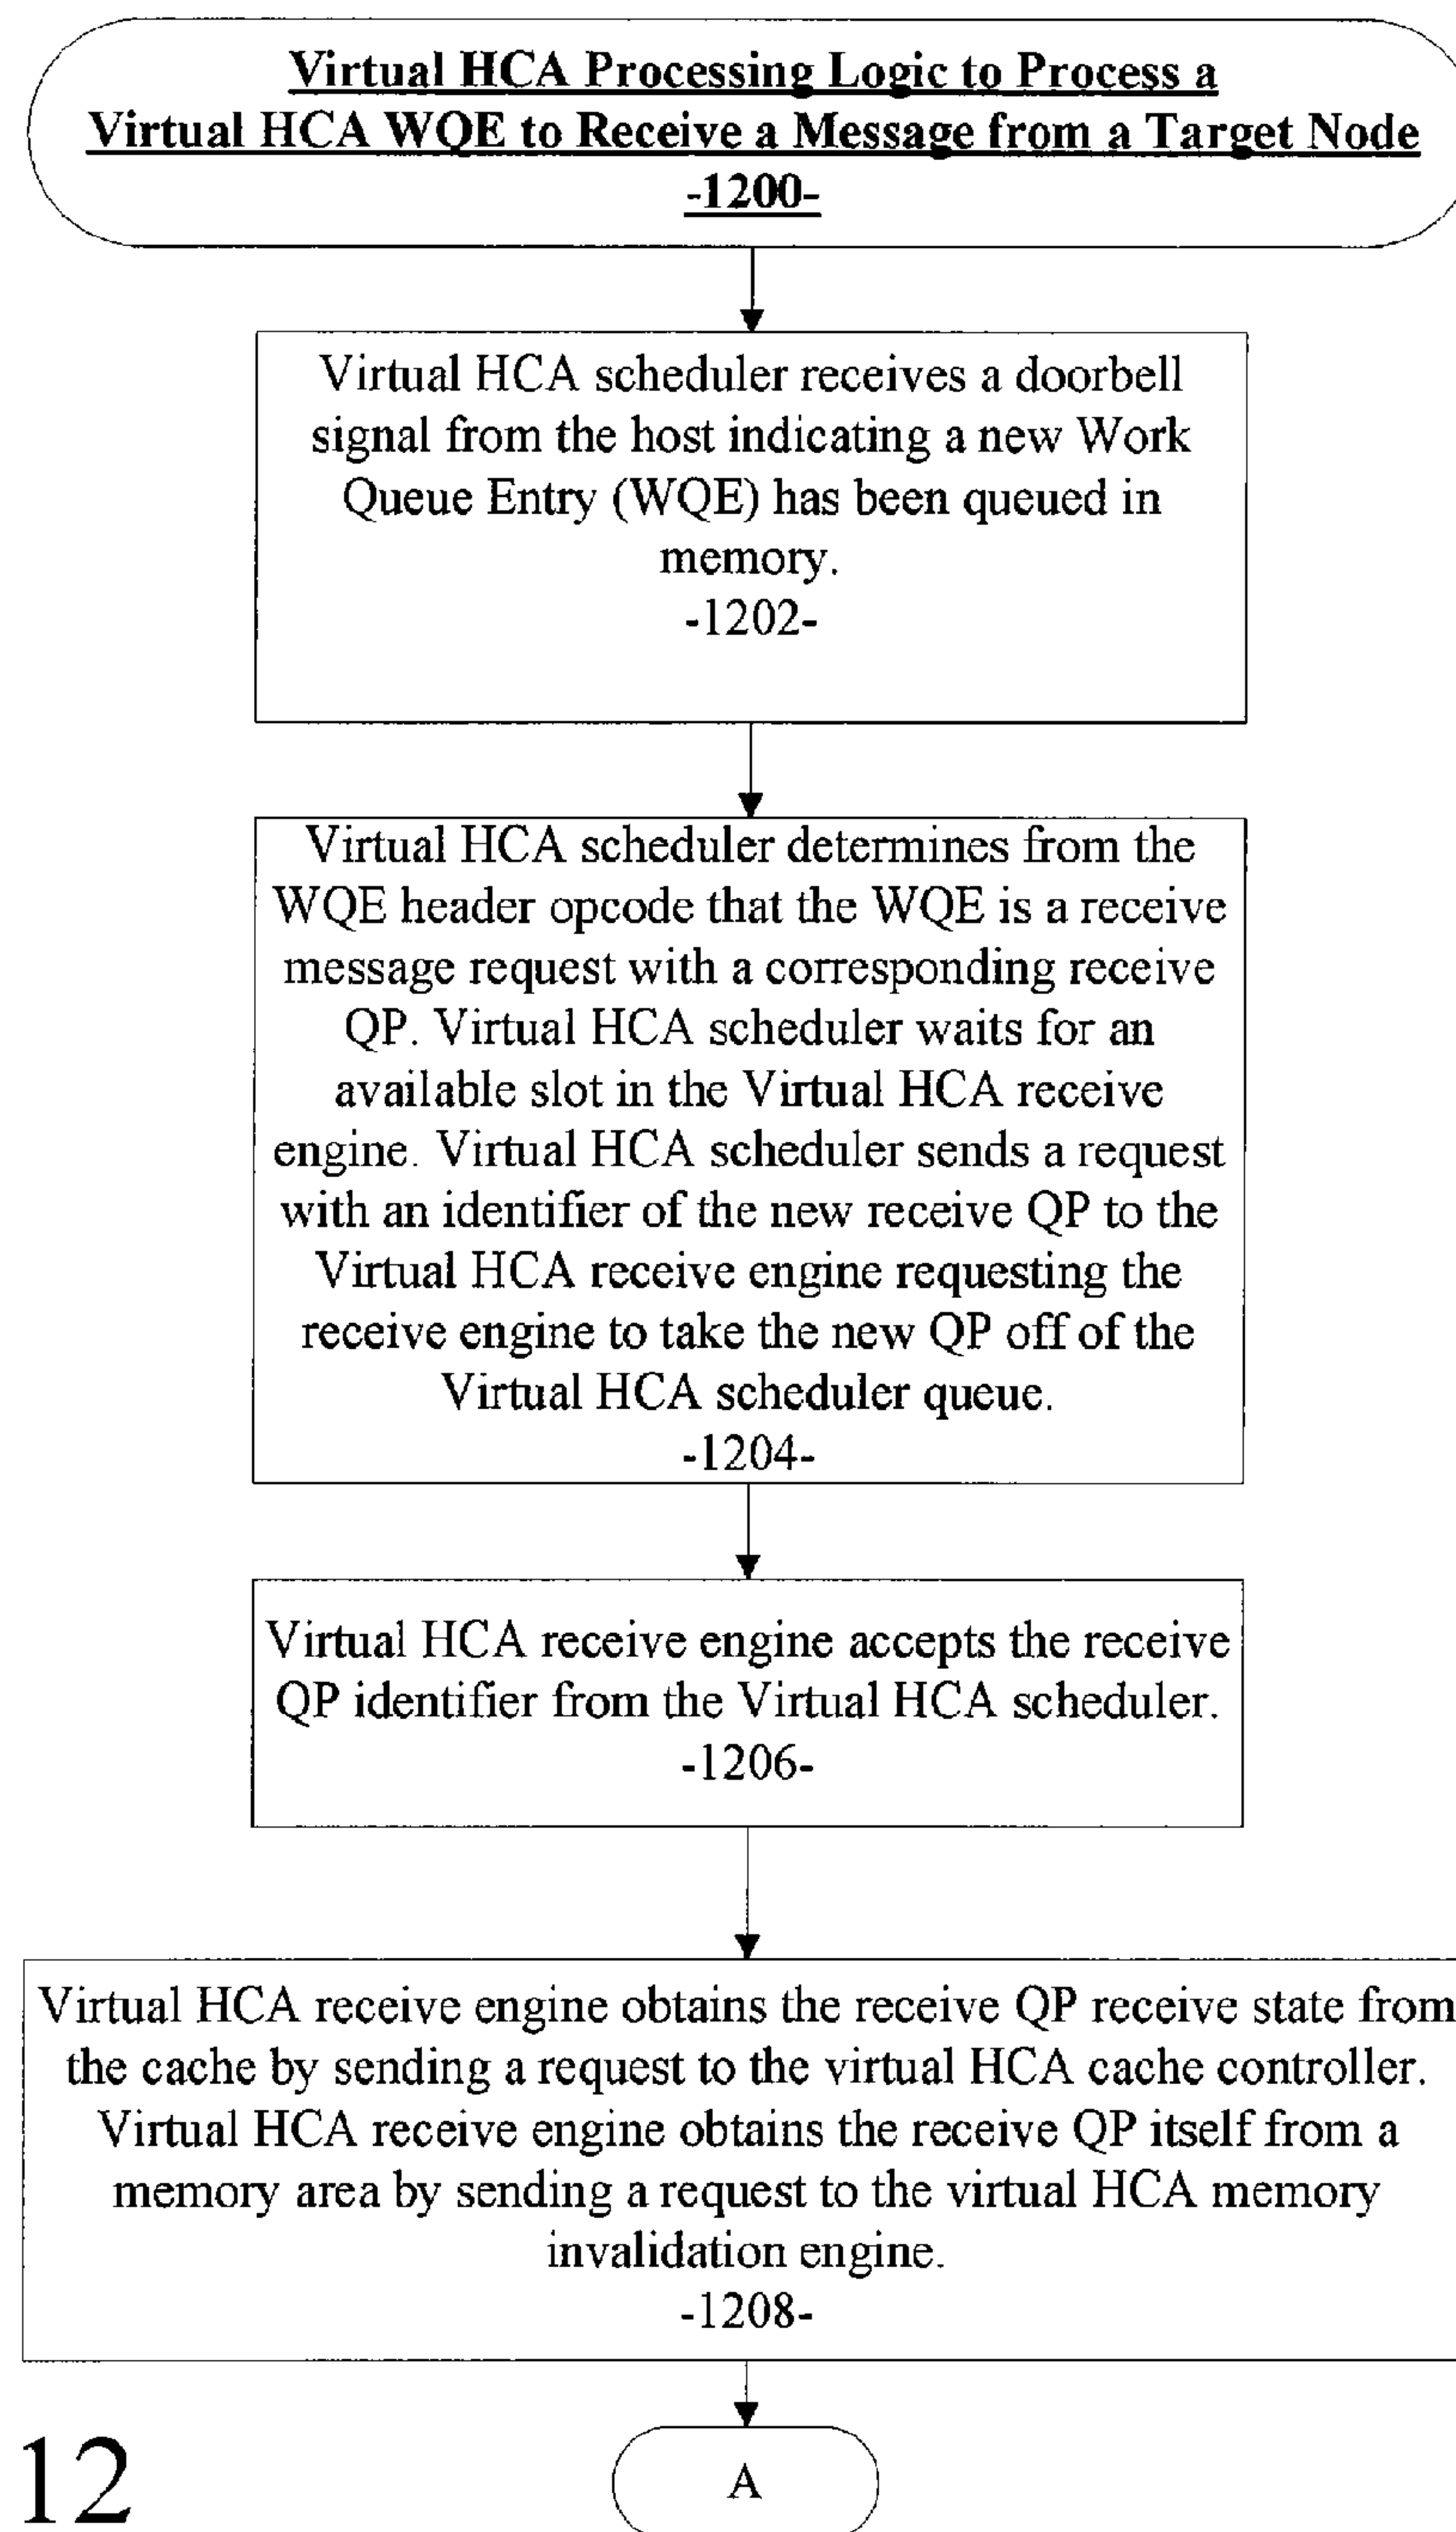 Virtual HCA Processing Logic to Process a
Virtual HCA WQE to Receive a Message from a Target Node
-1200-
Virtual HCA scheduler receives a doorbell
signal from the host indicating a new Work
Queue Entry (WQE) has been queued in
memory.
-1202-
Virtual HCA scheduler determines from the
WQE header opcode that the WQE is a receive
message request with a corresponding receive
QP. Virtual HCA scheduler waits for an
available slot in the Virtual HCA receive
engine. Virtual HCA scheduler sends a request
with an identifier of the new receive QP to the
Virtual HCA receive engine requesting the
receive engine to take the new QP off of the
Virtual HCA scheduler queue.
-1204-
Virtual HCA receive engine accepts the receive
QP identifier from the Virtual HCA scheduler.
-1206-
Virtual HCA receive engine obtains the receive QP receive state from
the cache by sending a request to the virtual HCA cache controller.
Virtual HCA receive engine obtains the receive QP itself from a
memory area by sending a request to the virtual HCA memory
invalidation engine.
-1208-
A
12